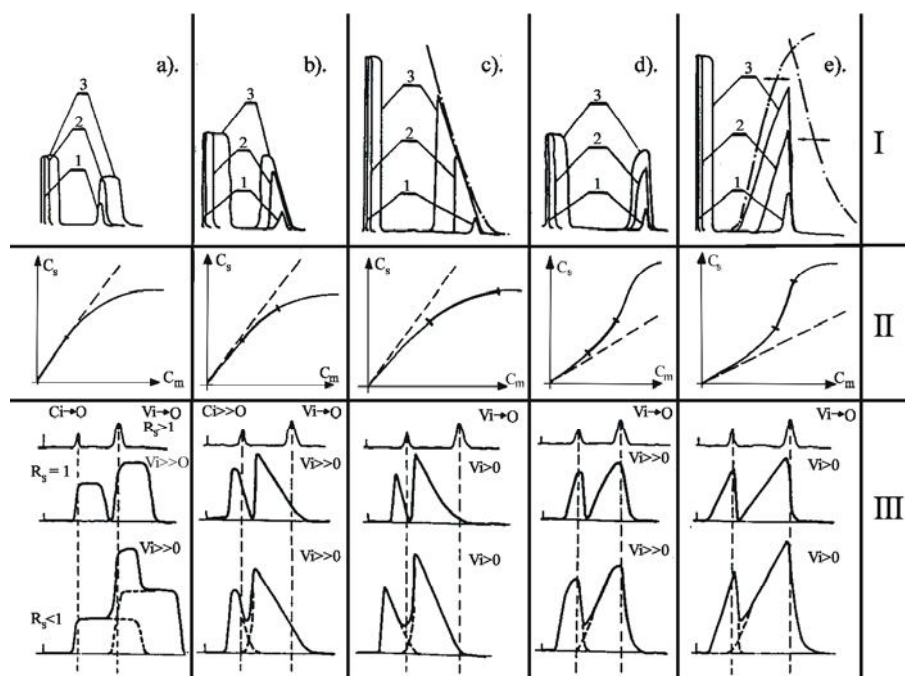 a).
b).
c).
d).
e).
3
3
3
3
3
2
2
2
2
2
1
1
1
1
1
I
Cs
Cs
Cs
Cs
Cs
Cm
Cm
Cm
Cm
Cm
II
Ci→O Vi→O
Rs>1
Ci>>O Vi→O
Vi→O
Vi→O
Vi→O
Rs = 1
Vi>>O
Vi>>0
Vi>0
Vi>>0
Vi>0
III
Rs<1
Vi>>0
Vi>>0
Vi>0
Vi>>0
Vi>0